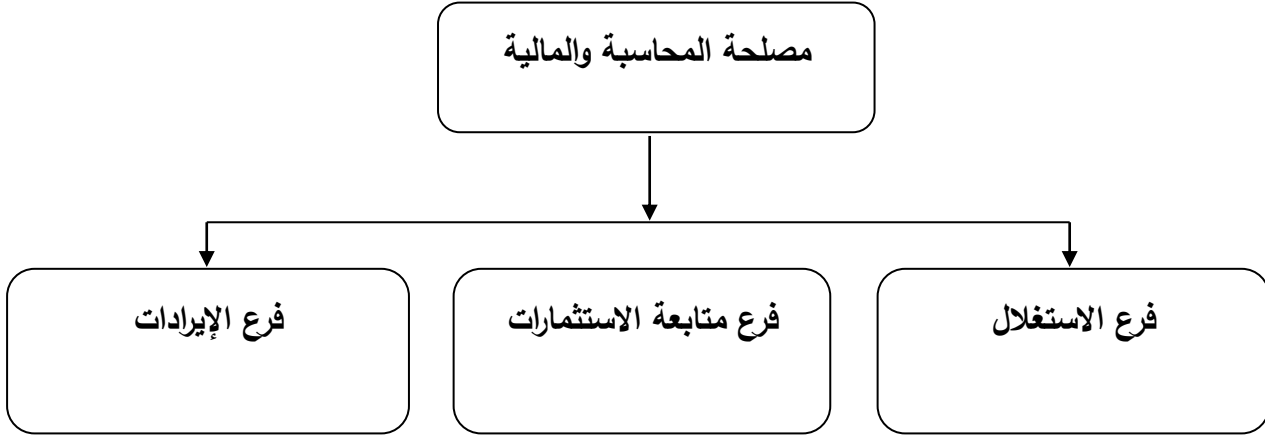 مصلحة المحاسبة والمالية
فرع الاستغلال
فرع متابعة الاستثمارات
فرع الإيرادات